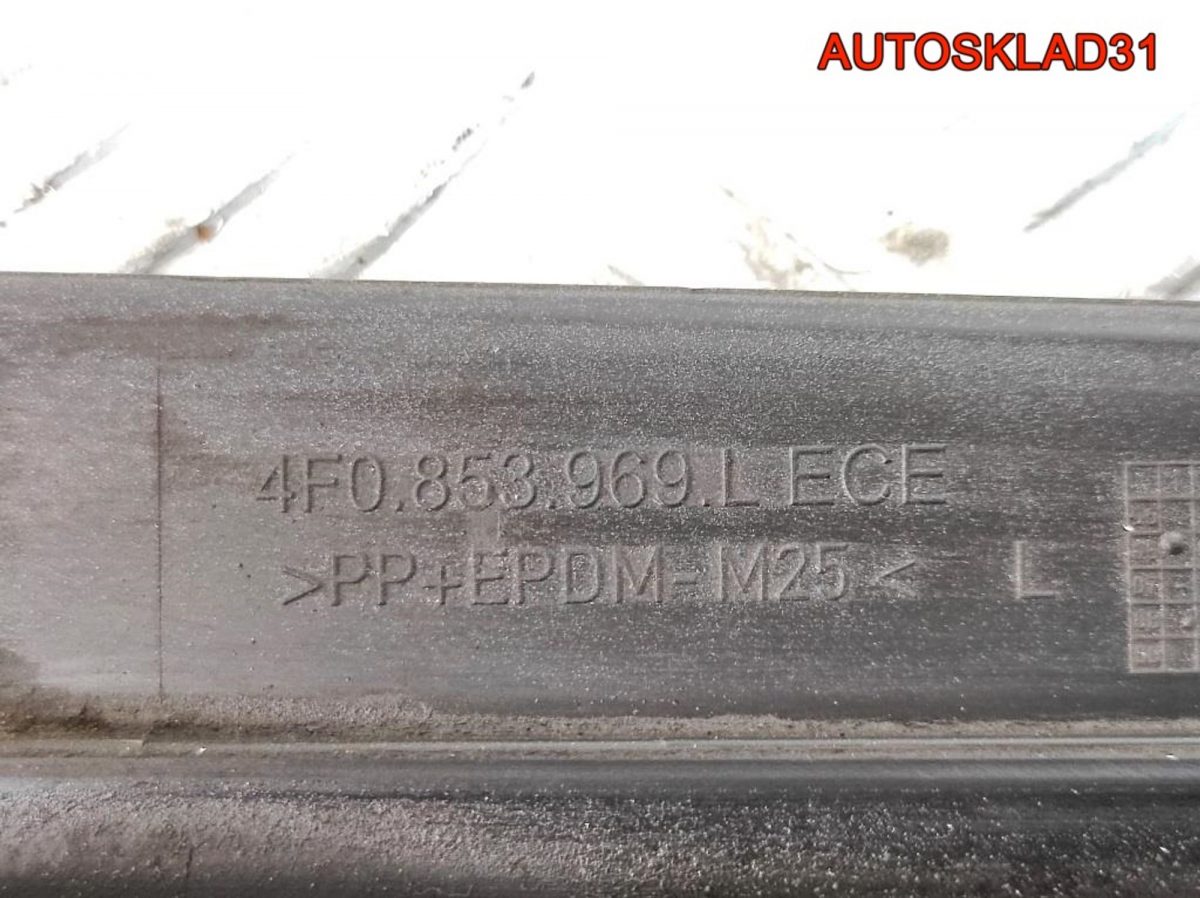 AUTOSKLAD31
4F0.853.969.L ECE
>PP+EPDM-M25< L